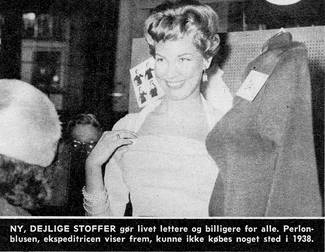 NY, DEJLIGE STOFFER gør livet lettere og billigere for alle. Perlon-
blusen, ekspeditricen viser frem, kunne ikke købes noget sted i 1938.